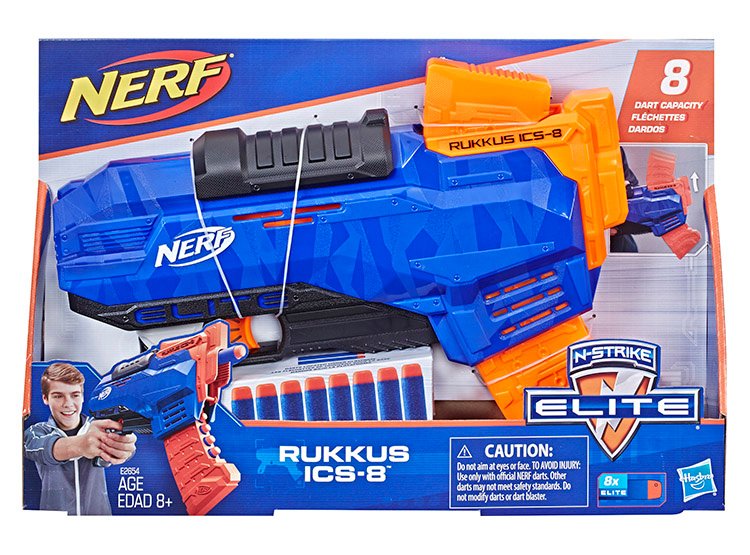 NERF
8
DART CAPACITY
FLÉCHETTES
DARDOS
RUKKUS ICS-8
NERF
ELITE
N-STRIKE
ELITE
RUKKUS
ICS-8™
E2654
AGE
EDAD 8+
CAUTION:
Do not aim at eyes or face. TO AVOID INJURY:
Use only with official NERF darts. Other
darts may not meet safety standards. Do
not modify darts or dart blaster.
8x
ELITE
Hasbro